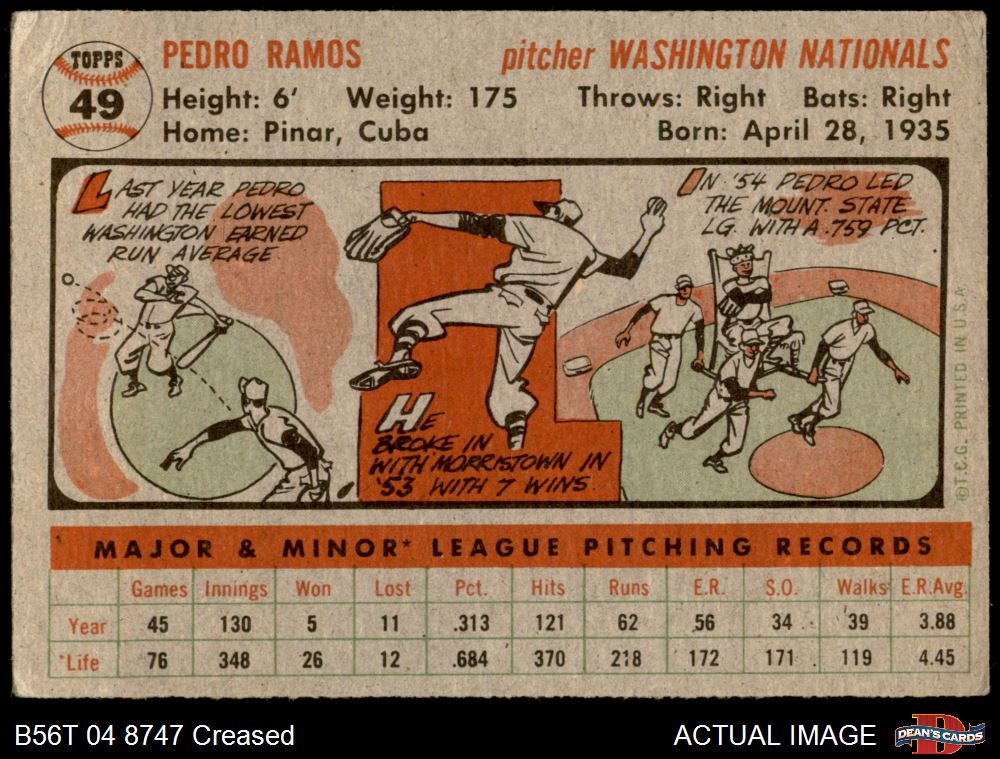 TOPPS
49
PEDRO RAMOS
pitcher WASHINGTON NATIONALS
Height: 6' Weight: 175 Throws: Right Bats: Right
Home: Pinar, Cuba Born: April 28, 1935
LAST YEAR PEDRO
HAD THE LOWEST
WASHINGTON EARNED
RUN AVERAGE
HE
BROKE IN
WITH MORRISTOWN IN
'53 WITH 7 WINS.
IN '54 PEDRO LED
THE MOUNT. STATE
LG. WITH A .759 PCT.
©T.C.G. PRINTED IN U.S.A.
MAJOR & MINOR* LEAGUE PITCHING RECORDS
Games Innings Won Lost Pct. Hits Runs E.R. S.O. Walks E.R.Avg.
Year 45 130 5 11 .313 121 62 56 34 39 3.88
*Life 76 348 26 12 .684 370 218 172 171 119 4.45
B56T 04 8747 Creased
ACTUAL IMAGE
D
DEAN'S CARDS